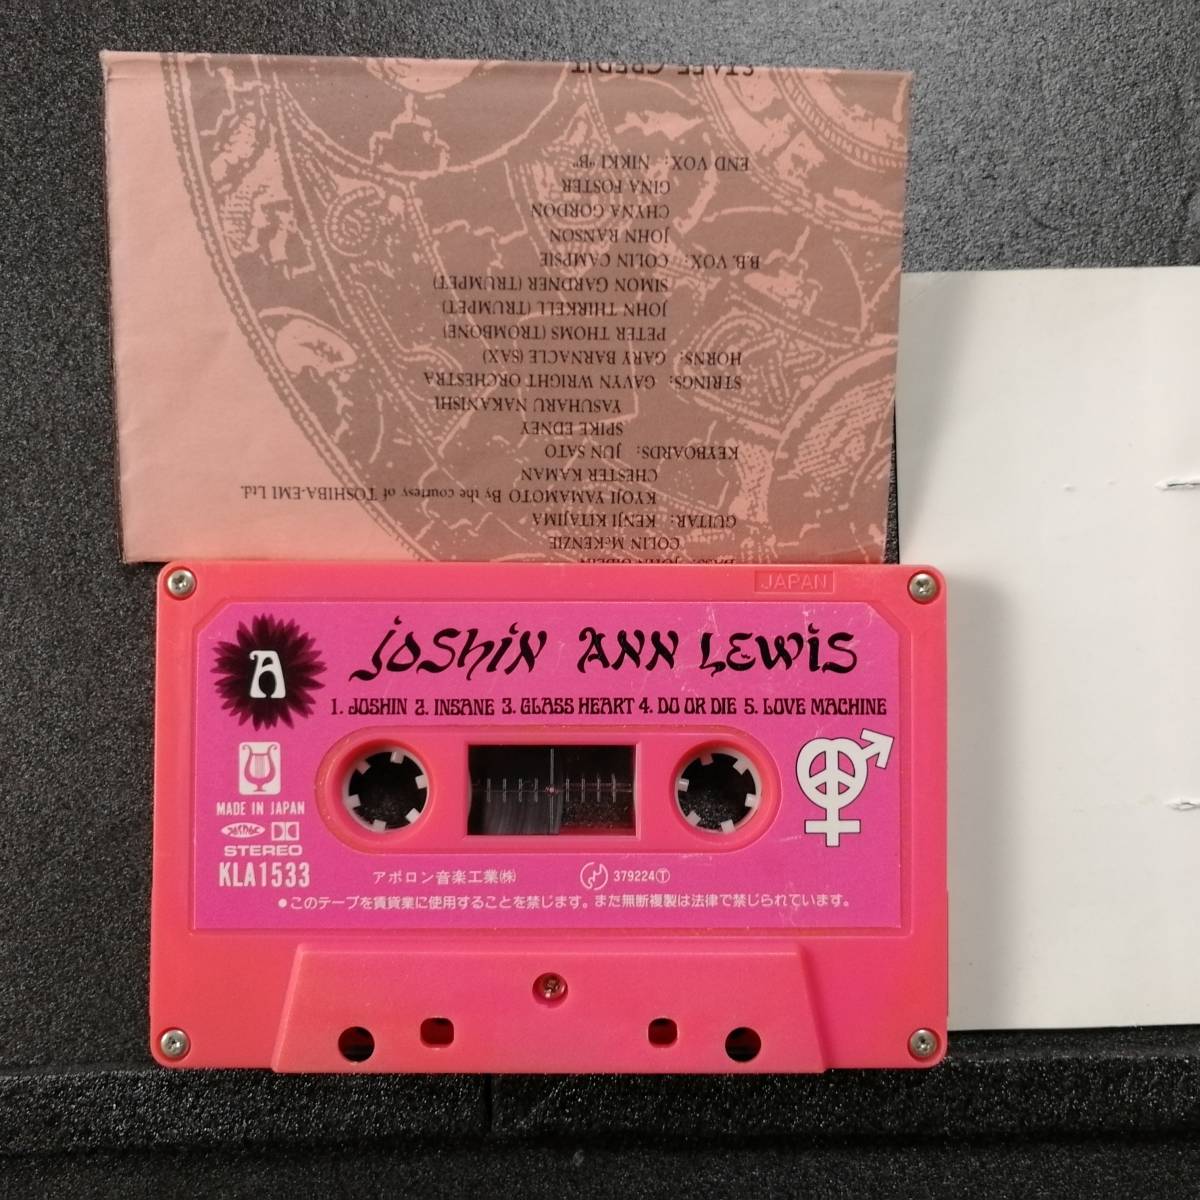 STAFF CREDIT
END VOX: NIKKI "B"
GINA FOSTER
CHYNA GORDON
JOHN RANSON
B.B. VOX: COLIN CAMPSIE
SIMON GARDNER (TRUMPET)
JOHN THIRKELL (TRUMPET)
PETER THOMS (TROMBONE)
HORNS: GARY BARNACLE (SAX)
STRINGS: GAVYN WRIGHT ORCHESTRA
YASUHARU NAKANISHI
SPIKE EDNEY
KEYBOARDS: JUN SATO
CHESTER KAMAN
KYOJI YAMAMOTO By the courtesy of TOSHIBA-EMI Ltd.
GUITAR: KENJI KITAJIMA
COLIN McKENZIE
BASS: JOHN
JAPAN
A
JOSHIN ANN LEWIS
1. JOSHIN 2. INSANE 3. GLASS HEART 4. DO OR DIE 5. LOVE MACHINE
MADE IN JAPAN
JASRAC
STEREO
KLA1533
アポロン音楽工業㈱
379224Ⓣ
●このテープを賃貸業に使用することを禁じます。また無断複製は法律で禁じられています。